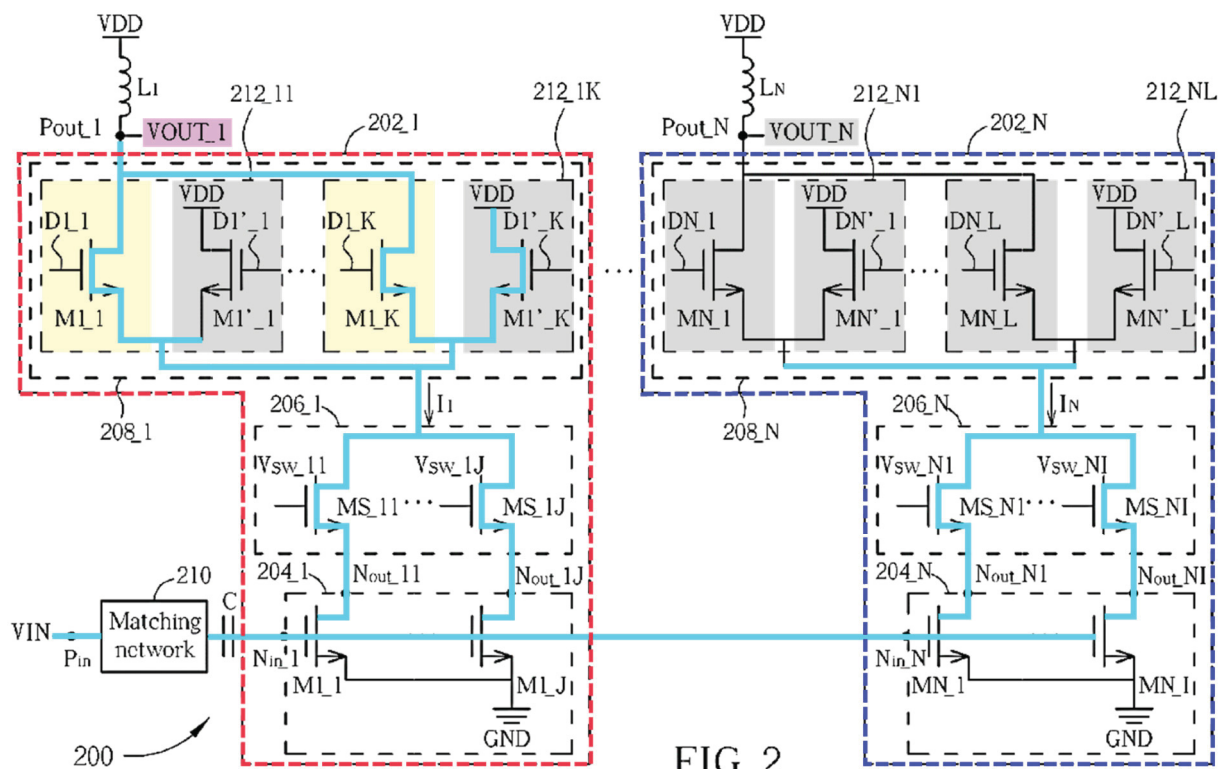 VDD
L1
212_11
212_1K
Pout_1
VOUT_1
202_1
VDD
LN
212_N1
212_NL
Pout_N
VOUT_N
202_N
D1_1
VDD
D1'_1
D1_K
VDD
D1'_K
DN_1
VDD
DN'_1
DN_L
VDD
DN'_L
M1_1
M1'_1
M1_K
M1'_K
MN_1
MN'_1
MN_L
MN'_L
208_1
206_1
I1
208_N
206_N
IN
VSW_11
VSW_1J
VSW_N1
VSW_NI
MS_11
MS_1J
MS_N1
MS_NI
210
204_1
Nout_11
Nout_1J
204_N
Nout_N1
Nout_NI
VIN
Pin
Matching
network
C
Nin_1
Nin_N
M1_1
M1_J
MN_1
MN_I
GND
GND
200
FIG. 2